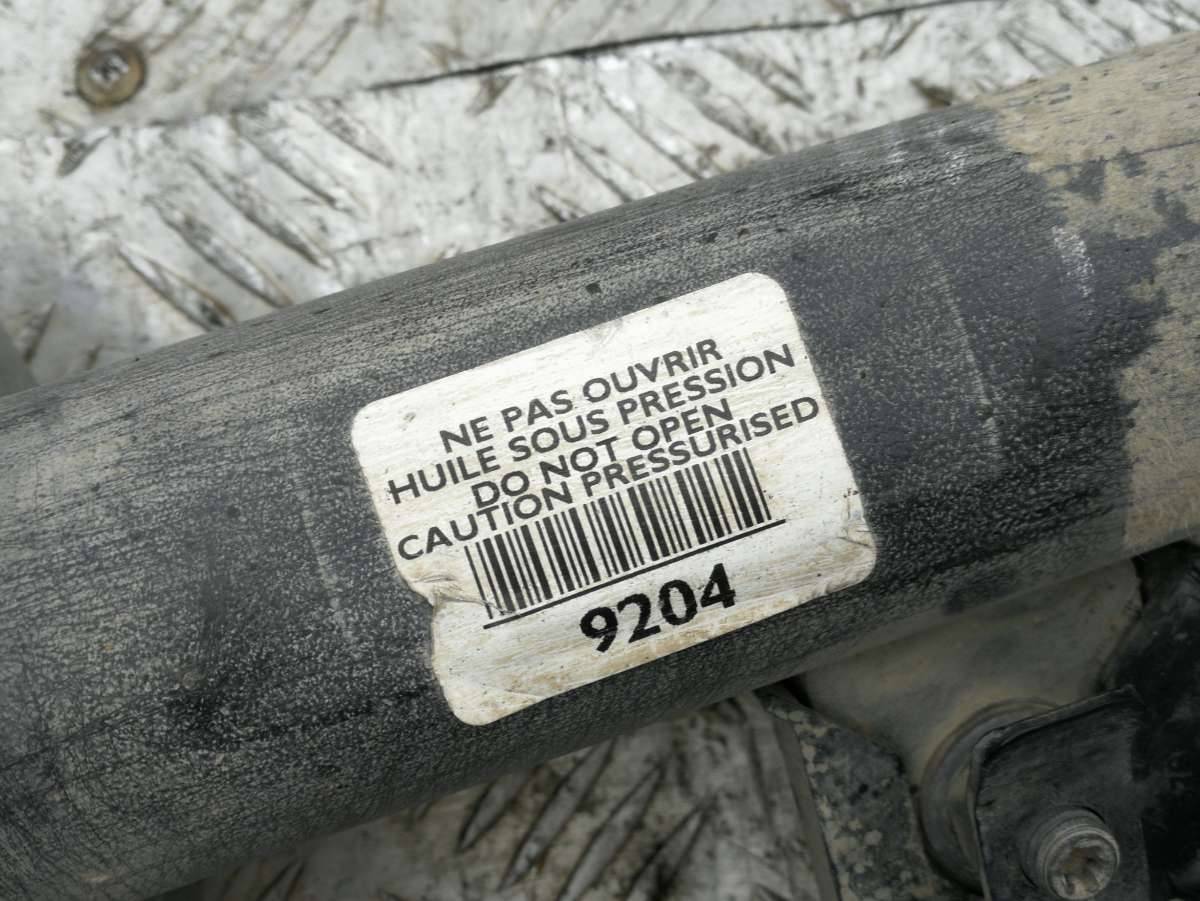 NE PAS OUVRIR
HUILE SOUS PRESSION
DO NOT OPEN
CAUTION PRESSURISED
9204